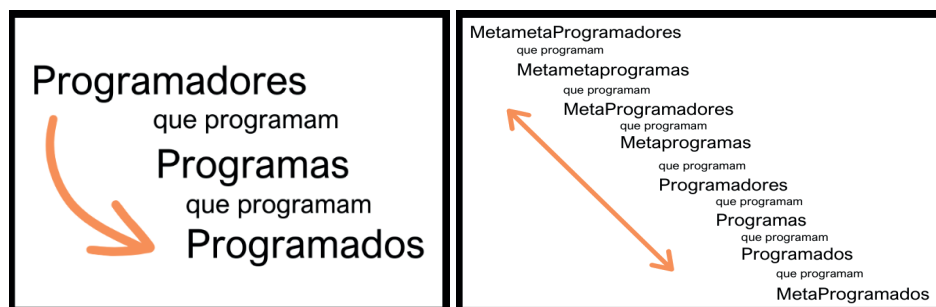 Programadores
que programam
Programas
que programam
Programados
MetametaProgramadores
que programam
Metametaprogramas
que programam
MetaProgramadores
que programam
Metaprogramas
que programam
Programadores
que programam
Programas
que programam
Programados
que programam
MetaProgramados